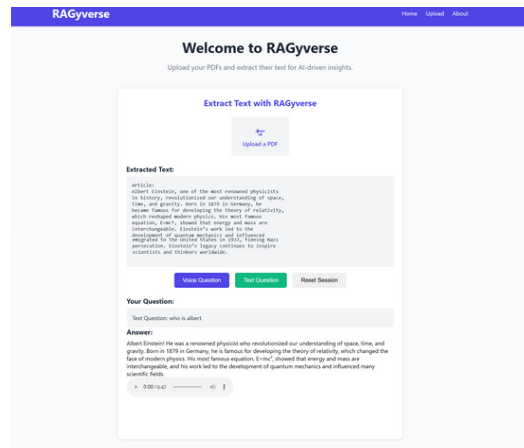 RAGyverse
Home Upload About
Welcome to RAGyverse
Upload your PDFs and extract their text for AI-driven insights.
Extract Text with RAGyverse
Upload a PDF
Extracted Text:
Article:
Albert Einstein, one of the most renowned physicists
in history, revolutionized our understanding of space,
time, and gravity. Born in 1879 in Germany, he
became famous for developing the theory of relativity,
which reshaped modern physics. His most famous
equation, E=mc², showed that energy and mass are
interchangeable. Einstein's work led to the
development of quantum mechanics and influenced
emigrated to the United States in 1933, fleeing Nazi
persecution. Einstein's legacy continues to inspire
scientists and thinkers worldwide.
Voice Question Text Question Reset Session
Your Question:
Text Question: who is albert
Answer:
Albert Einstein! He was a renowned physicist who revolutionized our understanding of space, time, and
gravity. Born in 1879 in Germany, he is famous for developing the theory of relativity, which changed the
face of modern physics. His most famous equation, E=mc², showed that energy and mass are
interchangeable, and his work led to the development of quantum mechanics and influenced many
scientific fields.
0:00 / 0:47